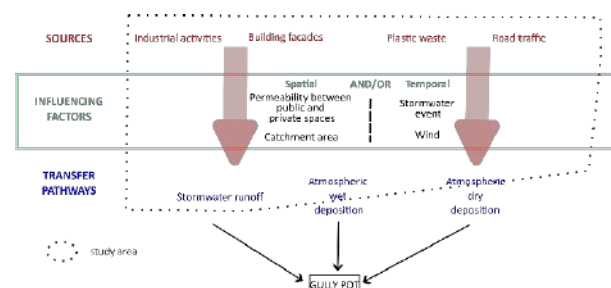 SOURCES
Industrial activities
Building facades
Plastic waste
Road traffic
Spatial
AND/OR
Temporal
INFLUENCING
FACTORS
Permeability between
public and
private spaces
Catchment area
Stormwater
event
Wind
TRANSFER
PATHWAYS
Stormwater runoff
Atmospheric
wet
deposition
Atmospheric
dry
deposition
study area
GULLY POT